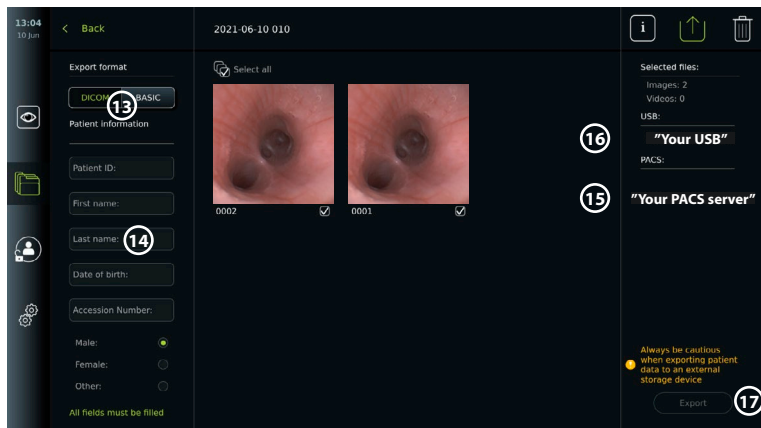 13:04
10 Jun
Back
2021-06-10 010
i
Export format
DICOM
BASIC
13
Patient information
Patient ID:
First name:
Last name:
14
Date of birth:
Accession Number:
Male:
Female:
Other:
All fields must be filled
Select all
0002
0001
Selected files:
Images: 2
Videos: 0
USB:
16
”Your USB”
PACS:
15
”Your PACS server”
!
Always be cautious
when exporting patient
data to an external
storage device
Export
17